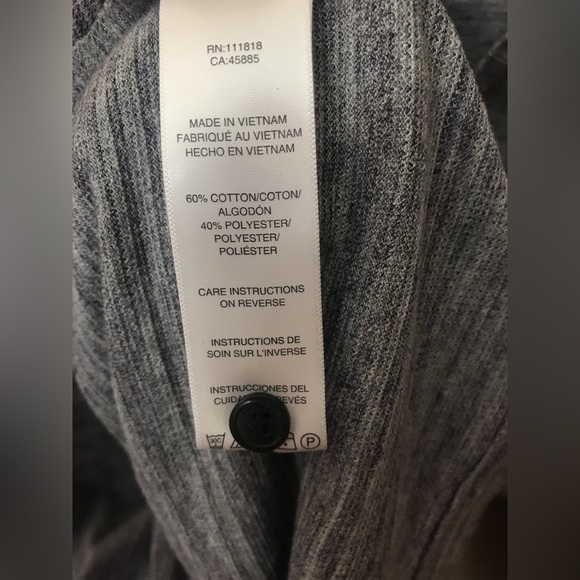 RN:111818
CA:45885
MADE IN VIETNAM
FABRIQUÉ AU VIETNAM
HECHO EN VIETNAM
60% COTTON/COTON/
ALGODÓN
40% POLYESTER/
POLYESTER/
POLIÉSTER
CARE INSTRUCTIONS
ON REVERSE
INSTRUCTIONS DE
SOIN SUR L'INVERSE
INSTRUCCIONES DEL
30C P